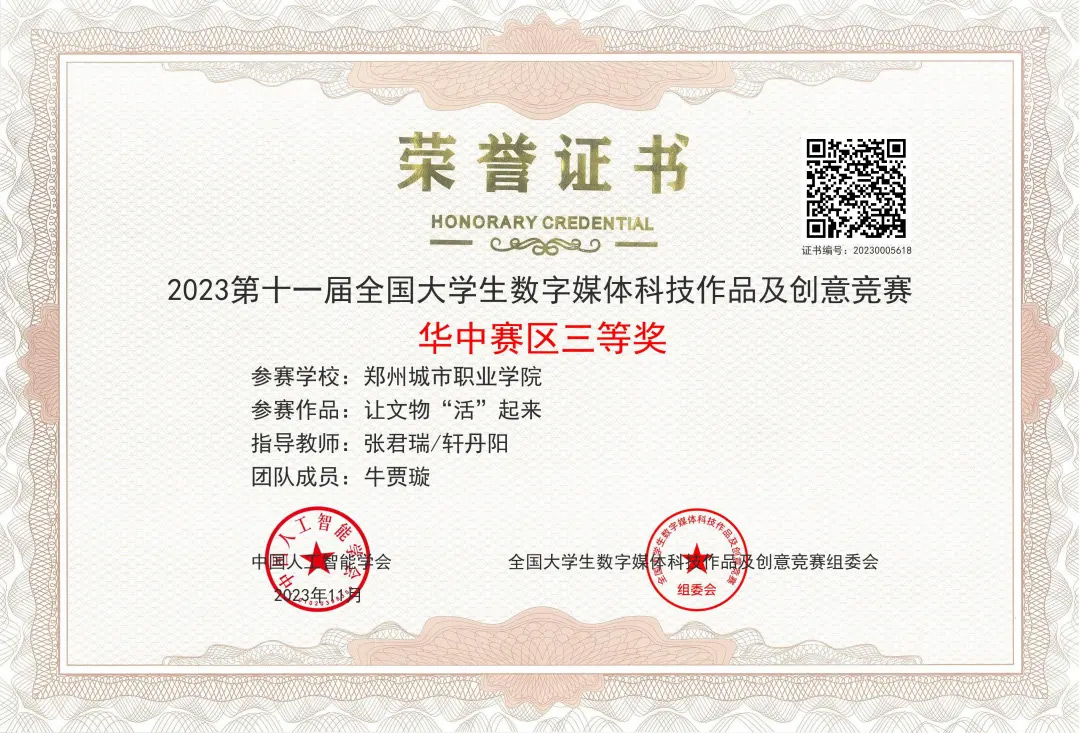 荣誉证书
HONORARY CREDENTIAL
证书编号：20230005618
2023第十一届全国大学生数字媒体科技作品及创意竞赛
华中赛区三等奖
参赛学校：郑州城市职业学院
参赛作品：让文物“活”起来
指导教师：张君瑞/轩丹阳
团队成员：牛贾璇
中国人工智能学会
中国人工智能学会
2023年11月
全国大学生数字媒体科技作品及创意竞赛
全国大学生数字媒体科技作品及创意竞赛组委会
组委会